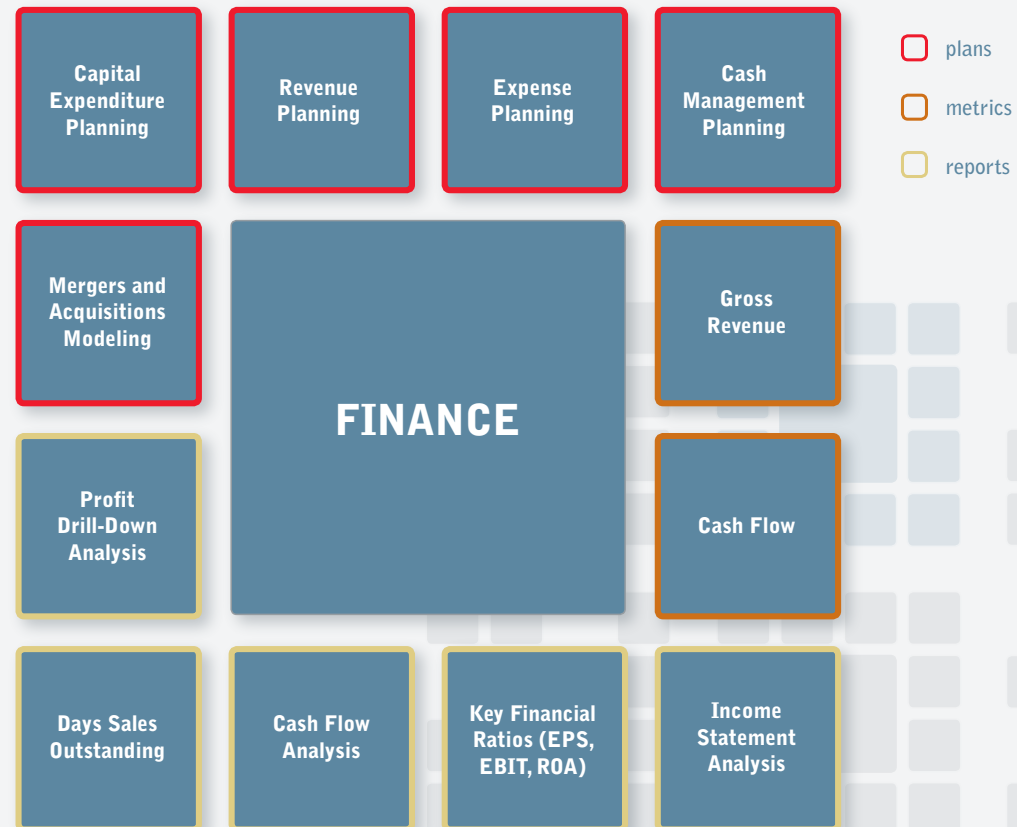 Capital
Expenditure
Planning
Revenue
Planning
Expense
Planning
Cash
Management
Planning
plans
metrics
reports
Mergers and
Acquisitions
Modeling
FINANCE
Gross
Revenue
Profit
Drill-Down
Analysis
Cash Flow
Days Sales
Outstanding
Cash Flow
Analysis
Key Financial
Ratios (EPS,
EBIT, ROA)
Income
Statement
Analysis